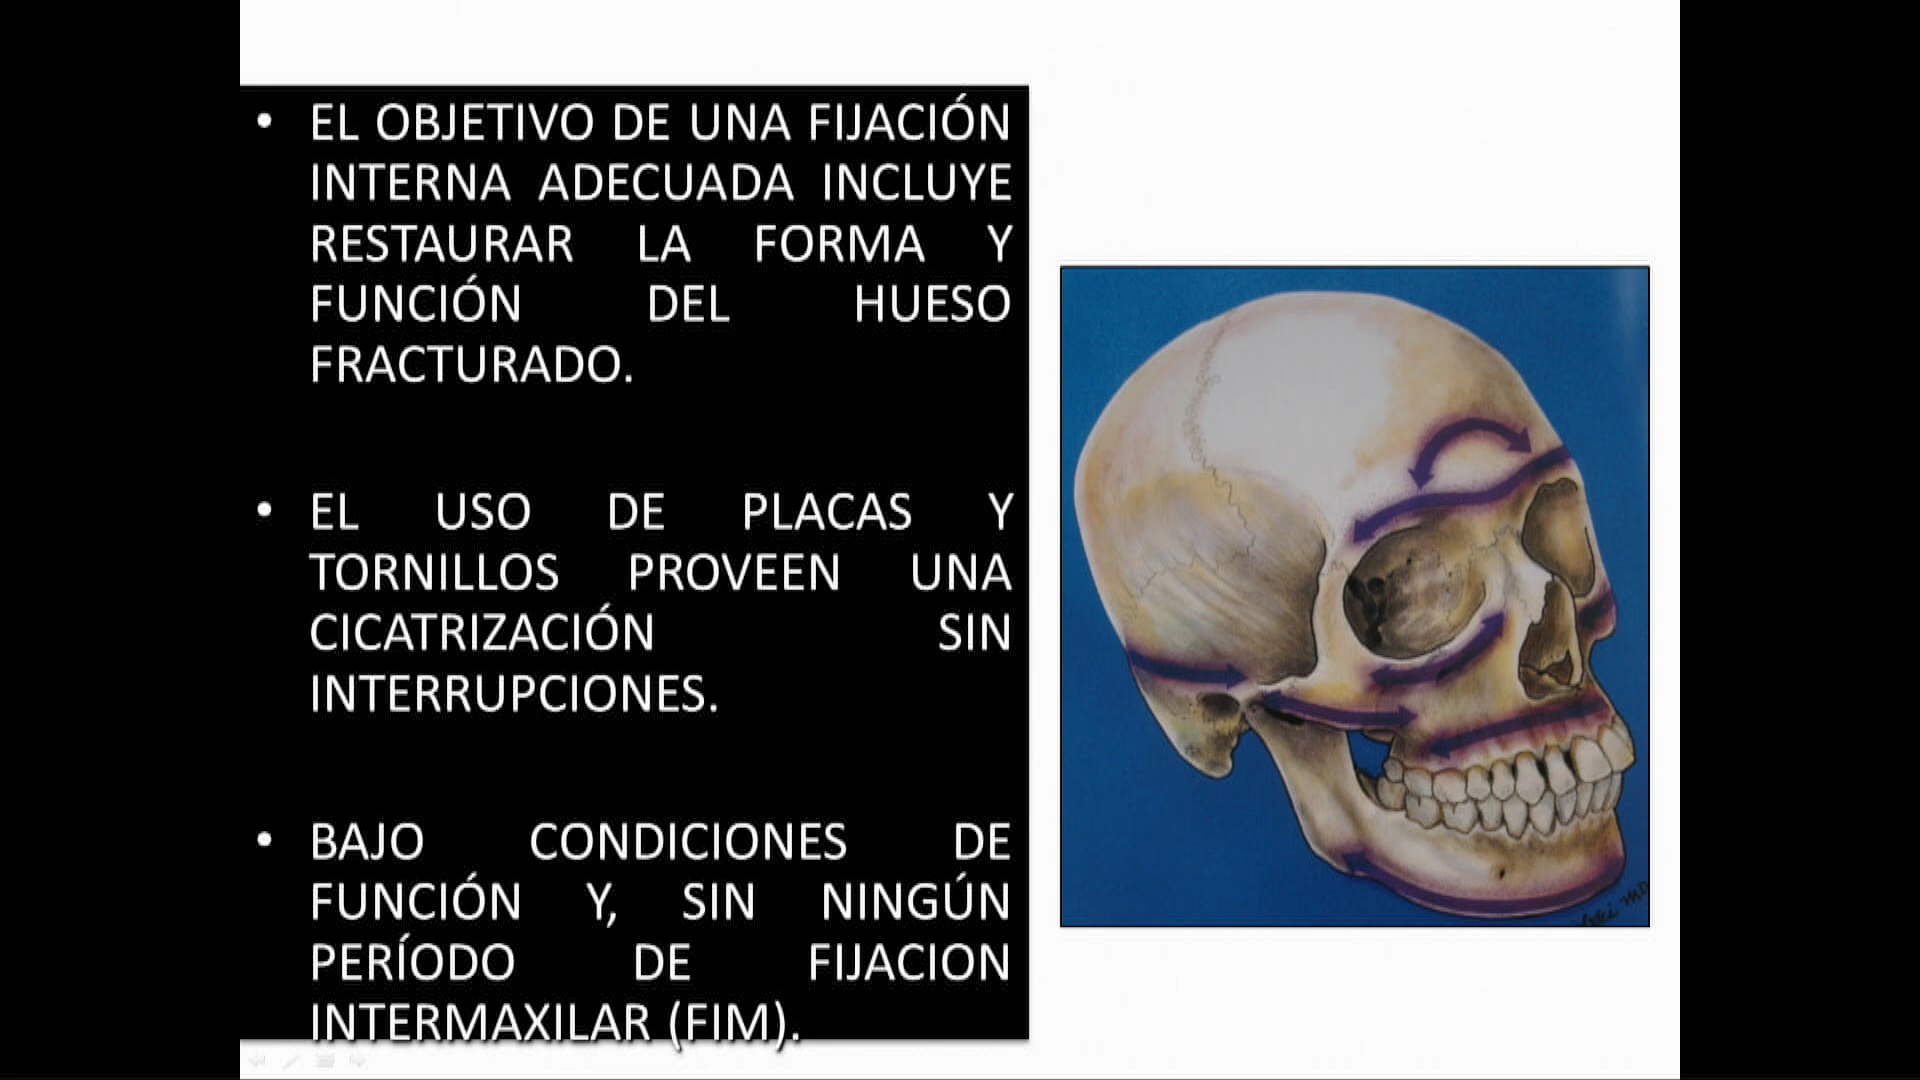 • EL OBJETIVO DE UNA FIJACIÓN
INTERNA ADECUADA INCLUYE
RESTAURAR LA FORMA Y
FUNCIÓN DEL HUESO
FRACTURADO.
• EL USO DE PLACAS Y
TORNILLOS PROVEEN UNA
CICATRIZACIÓN SIN
INTERRUPCIONES.
• BAJO CONDICIONES DE
FUNCIÓN Y, SIN NINGÚN
PERÍODO DE FIJACION
INTERMAXILAR (FIM).